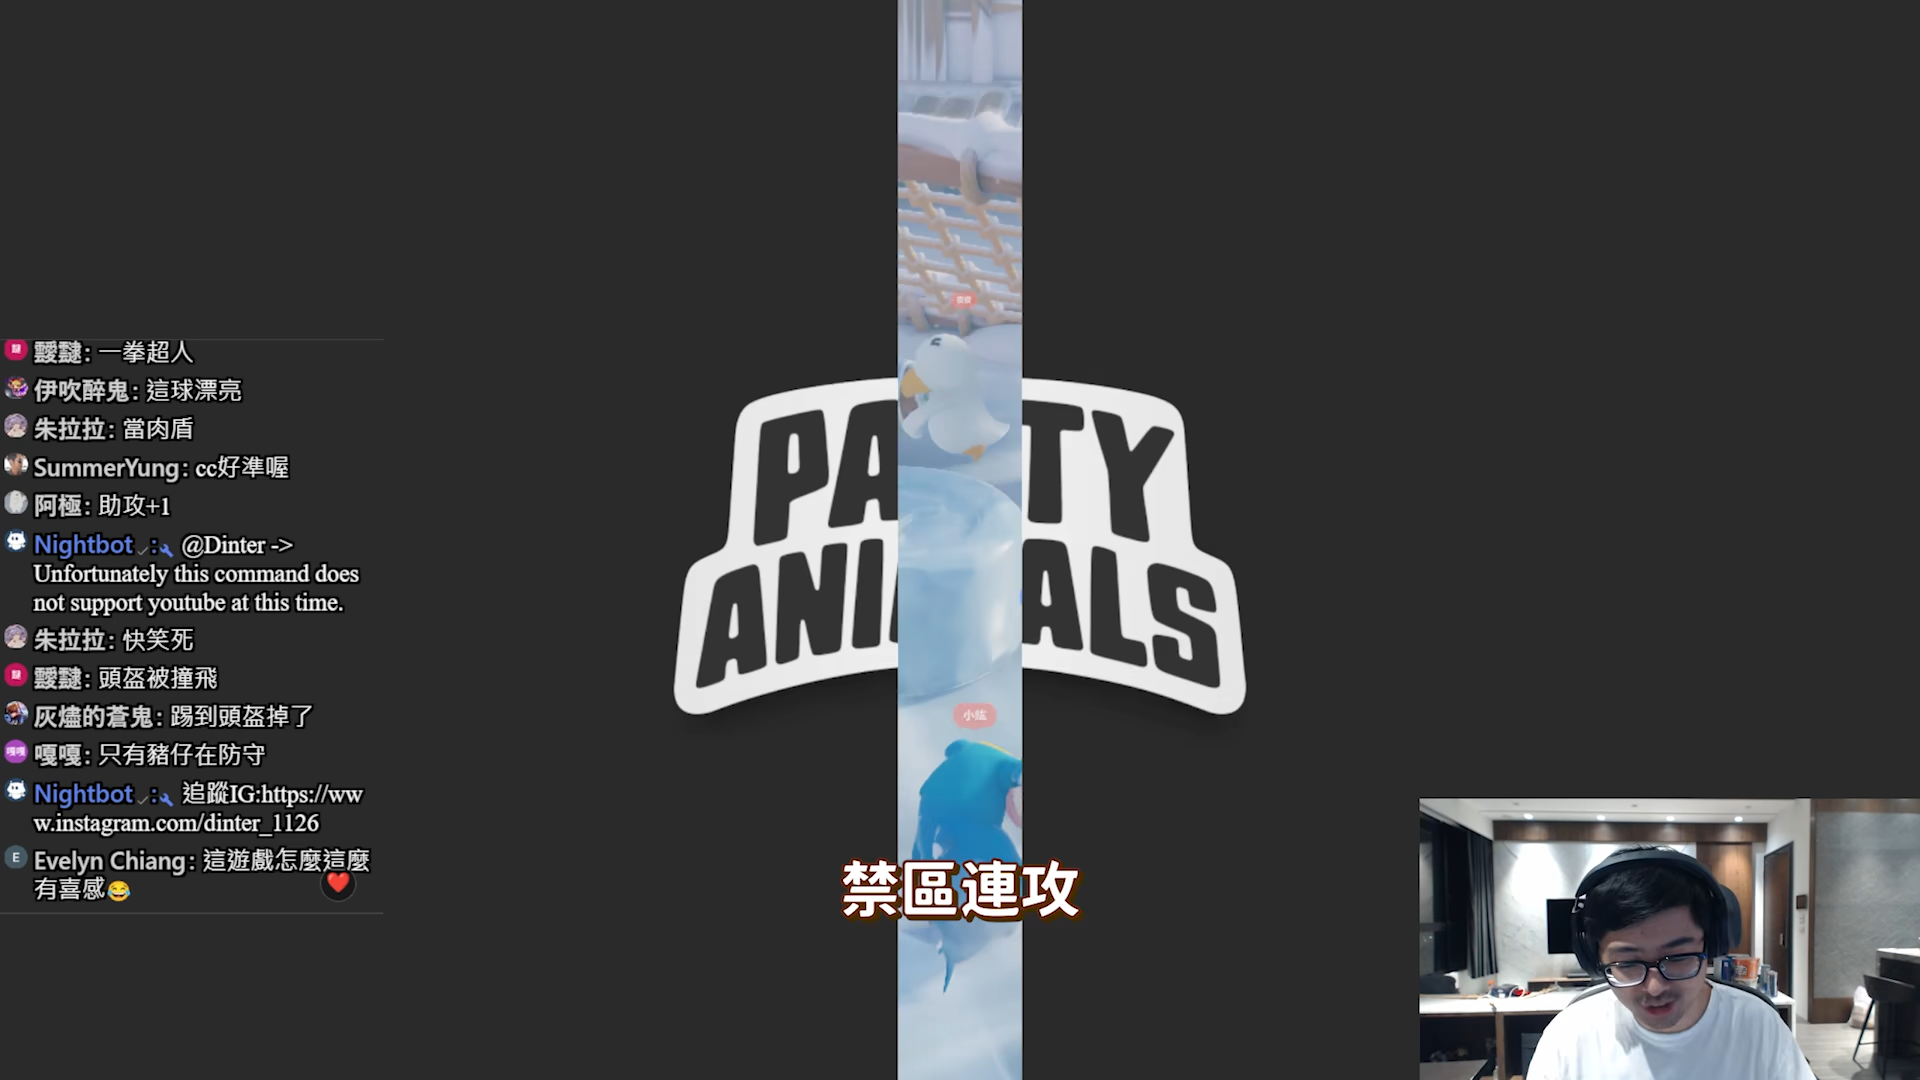 靉靆: 一拳超人
伊吹醉鬼: 這球漂亮
朱拉拉: 當肉盾
SummerYung: cc好準喔
阿極: 助攻+1
Nightbot : @Dinter ->
Unfortunately this command does
not support youtube at this time.
朱拉拉: 快笑死
靉靆: 頭盔被撞飛
灰燼的蒼鬼: 踢到頭盔掉了
嘎嘎: 只有豬仔在防守
Nightbot : 追蹤IG:https://ww
w.instagram.com/dinter_1126
E Evelyn Chiang: 這遊戲怎麼這麼
有喜感😂
PA TY
ANI ALS
禁區連攻